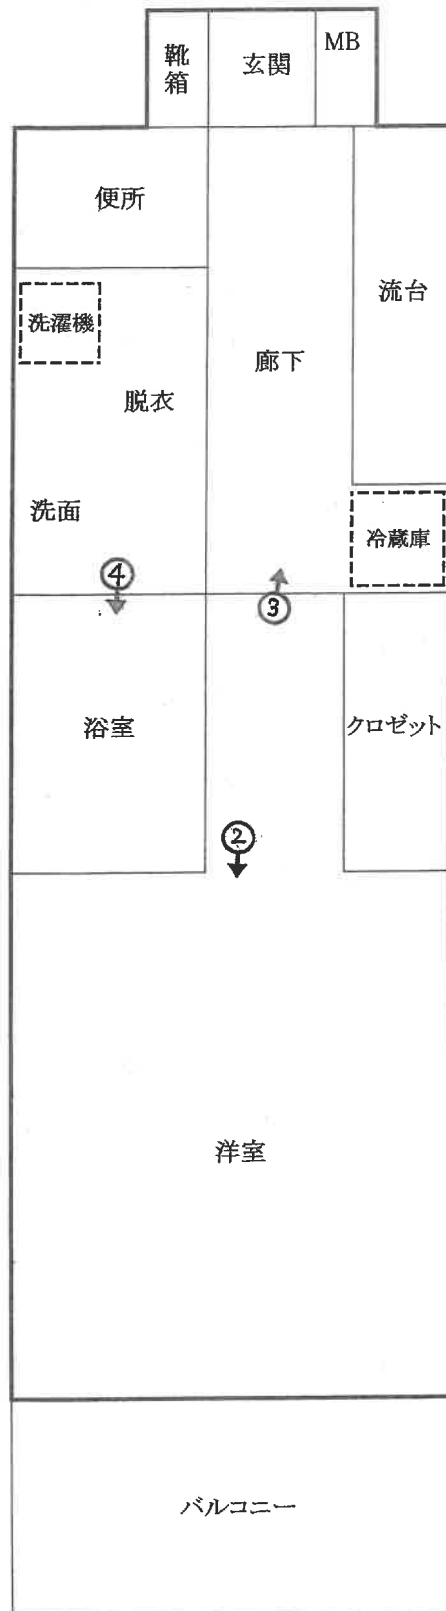 靴箱
玄関
MB
便所
流台
洗濯機
廊下
脱衣
洗面
冷蔵庫
④
③
浴室
クロゼット
②
洋室
バルコニー